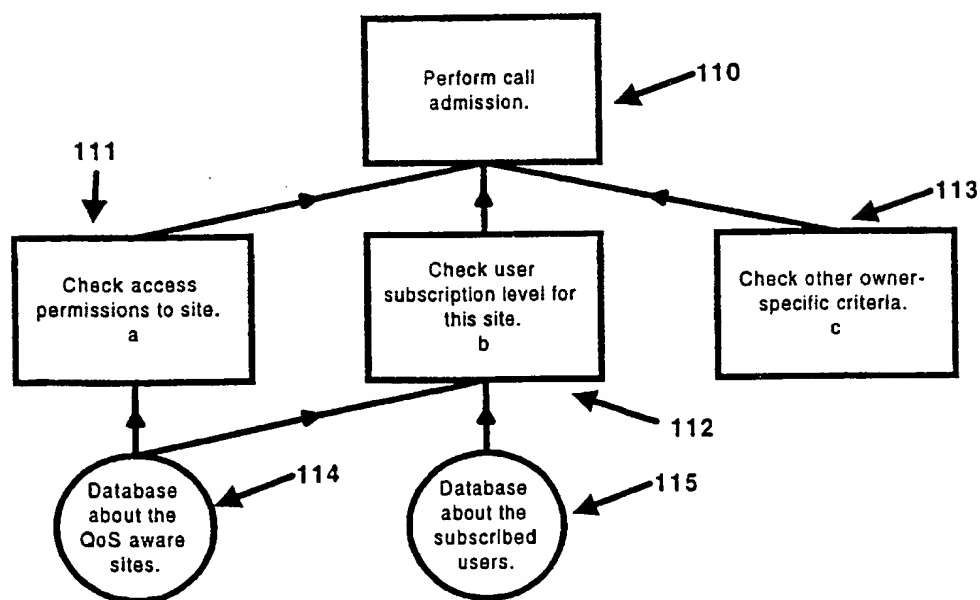 Perform call
admission.
110
111
113
Check access
permissions to site.
a
Check user
subscription level for
this site.
b
Check other owner-
specific criteria.
c
112
114
115
Database
about the
QoS aware
sites.
Database
about the
subscribed
users.